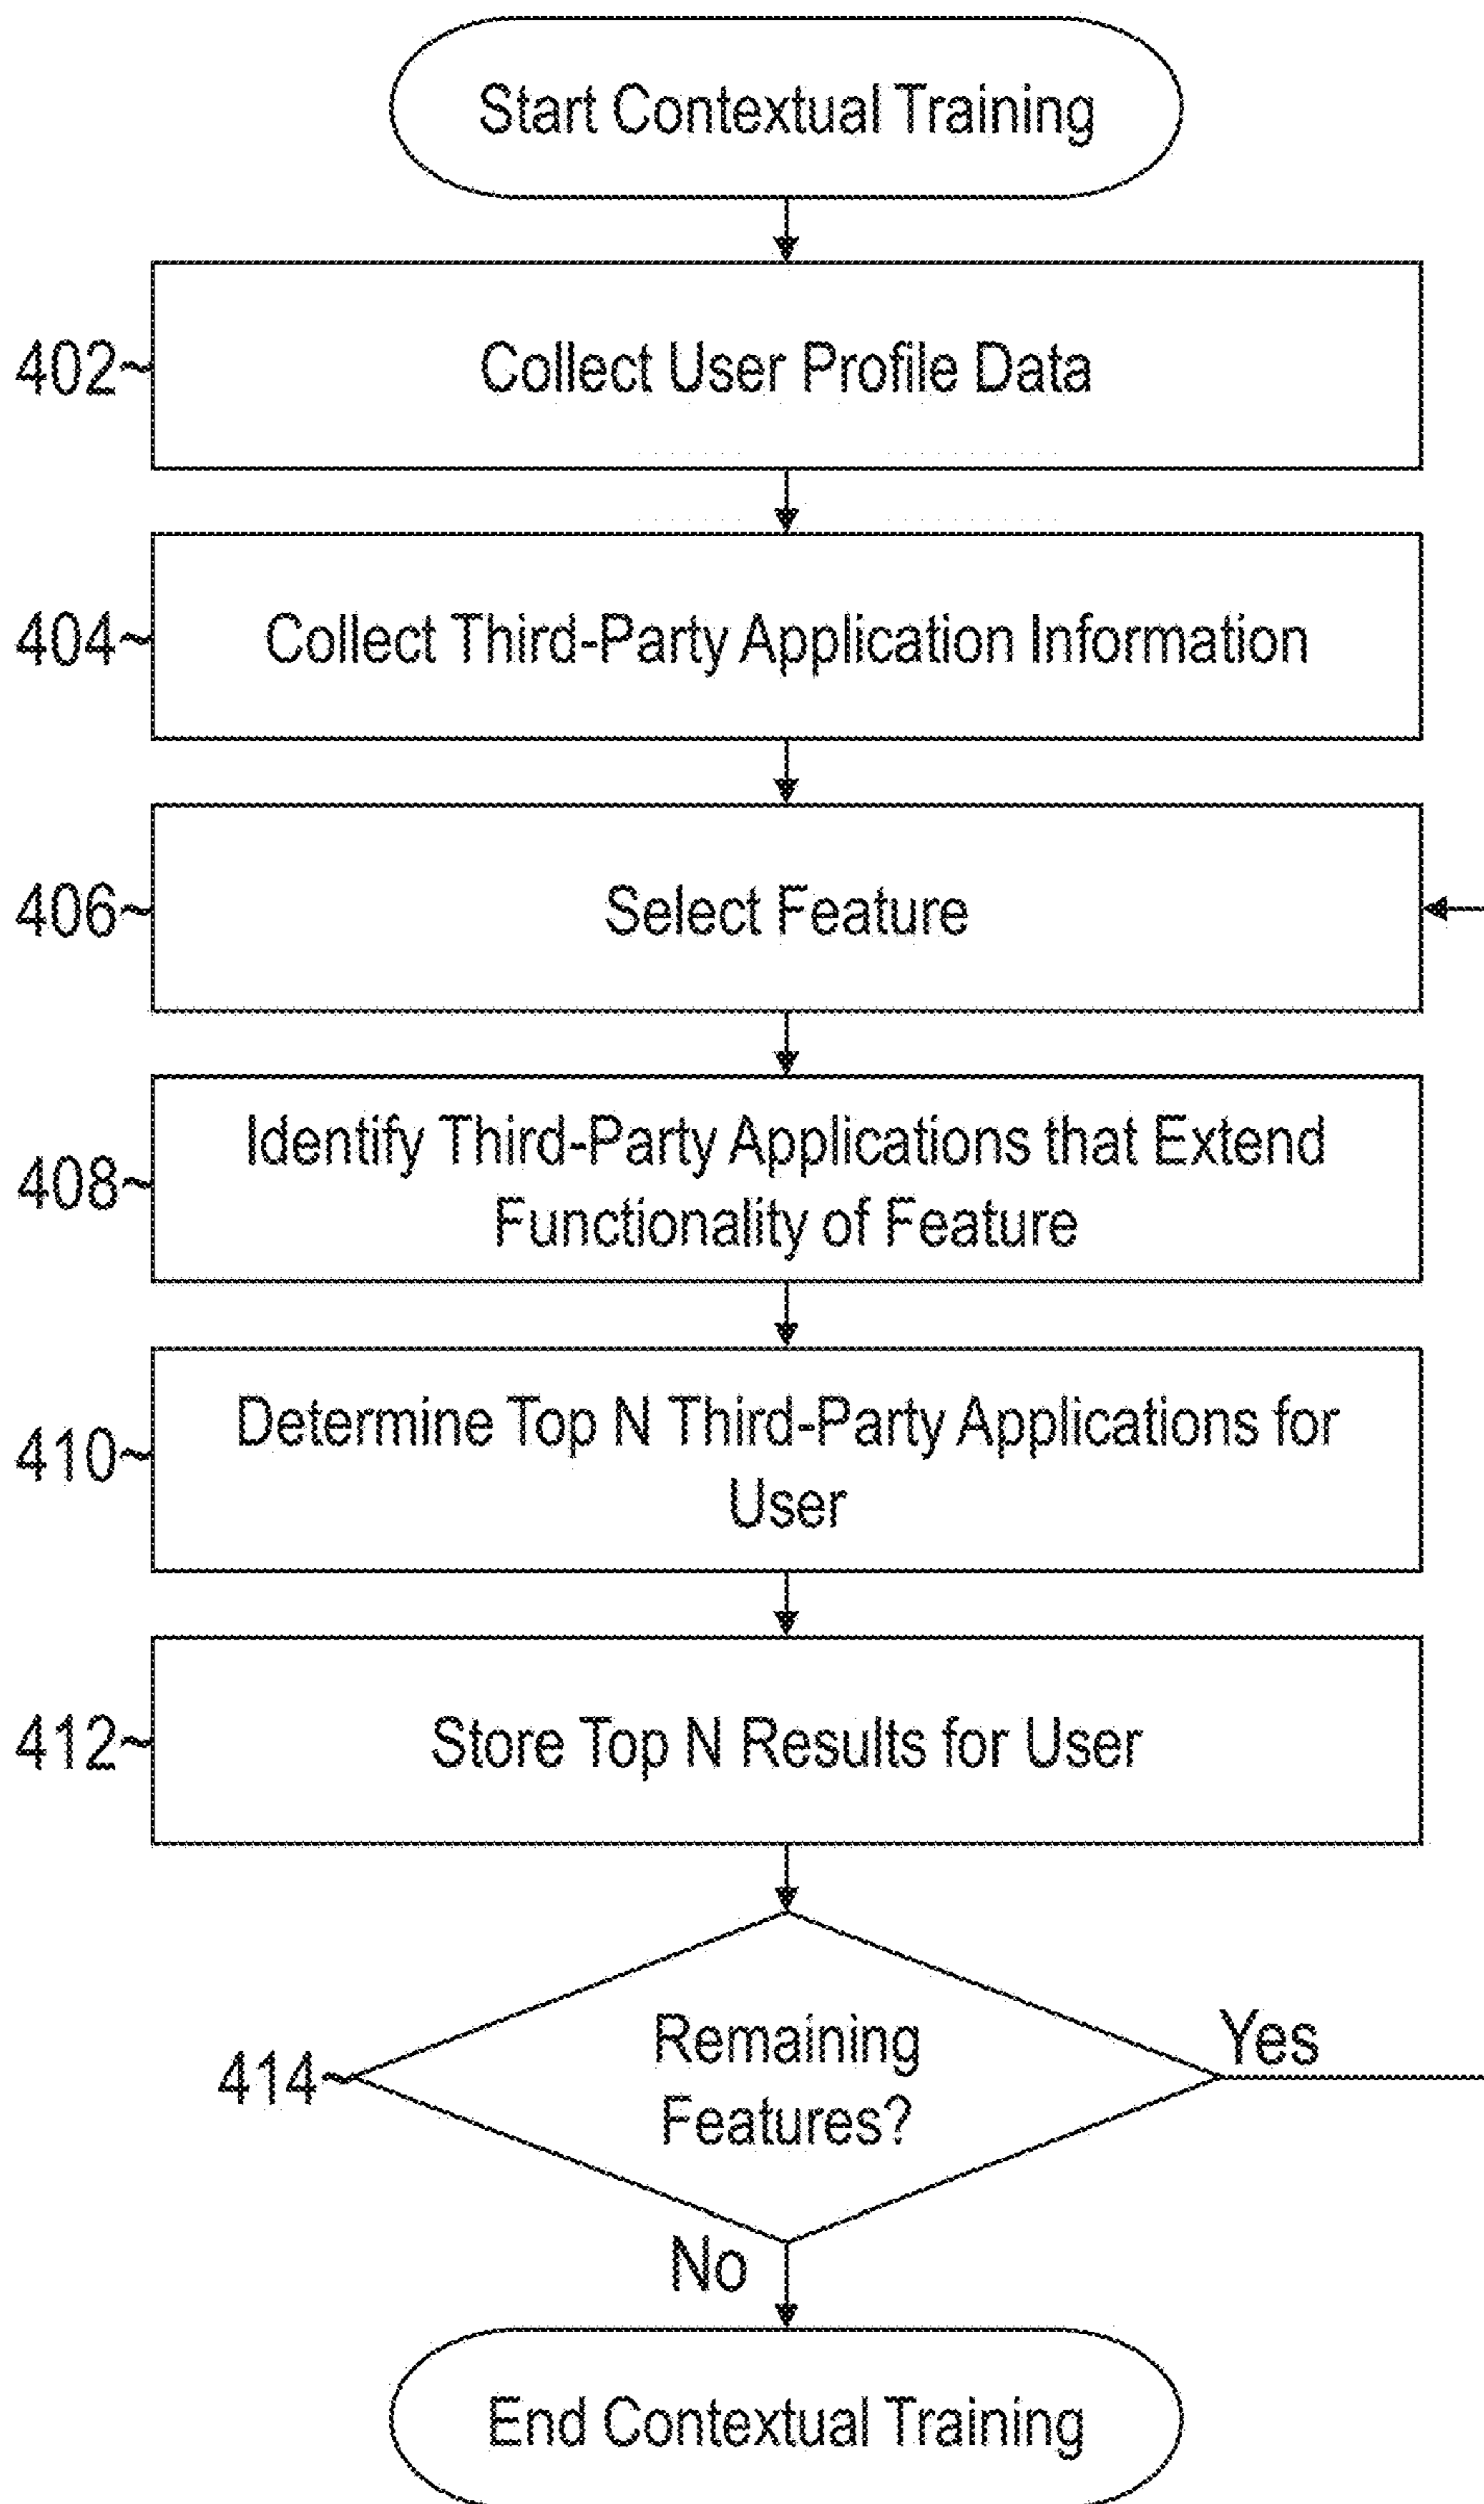 Start Contextual Training
402
Collect User Profile Data
404
Collect Third-Party Application Information
406
Select Feature
408
Identify Third-Party Applications that Extend
Functionality of Feature
410
Determine Top N Third-Party Applications for
User
412
Store Top N Results for User
414
Remaining
Features?
Yes
No
End Contextual Training